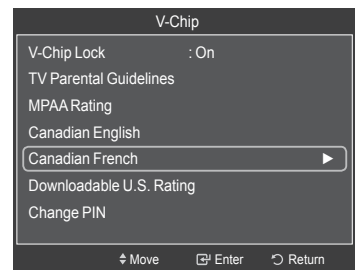 V-Chip
V-Chip Lock : On
TV Parental Guidelines
MPAA Rating
Canadian English
Canadian French ►
Downloadable U.S. Rating
Change PIN
Move Enter Return